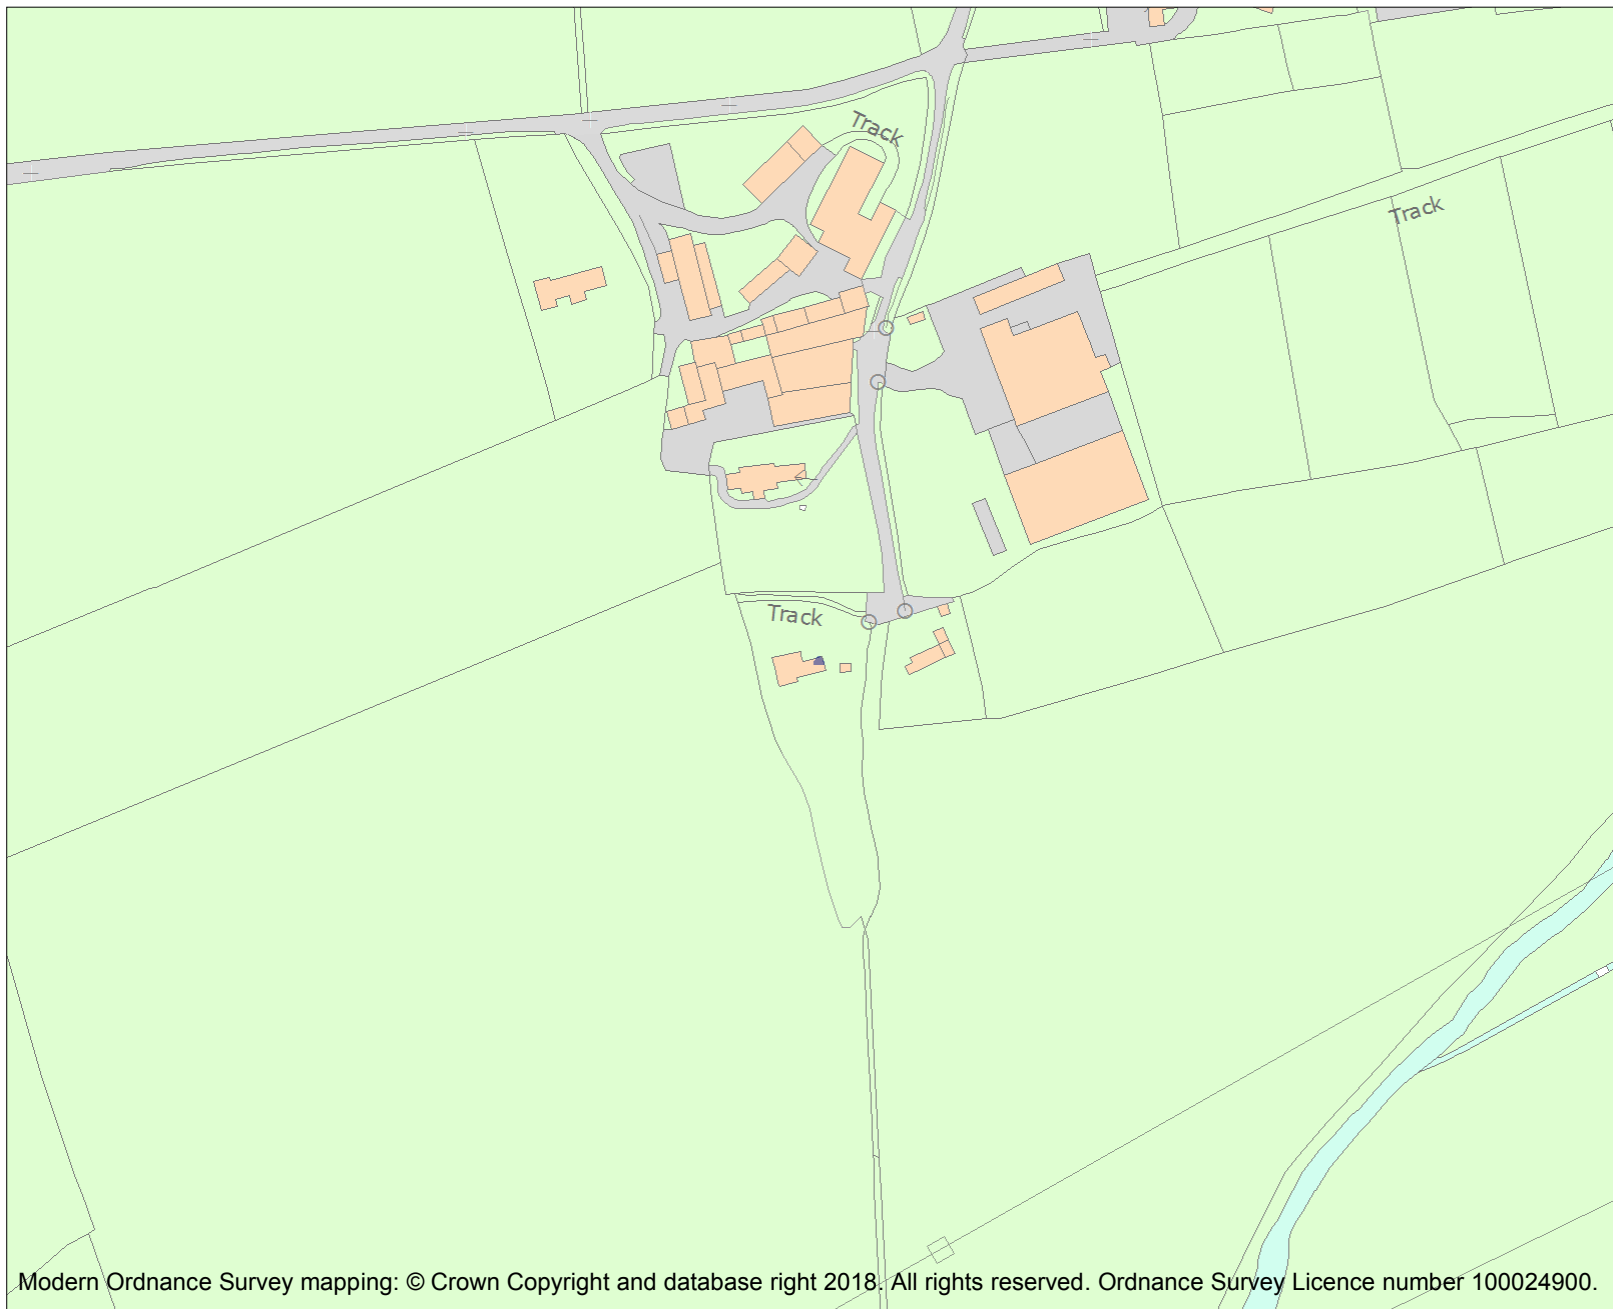 Track
Track
Track
Modern Ordnance Survey mapping: © Crown Copyright and database right 2018. All rights reserved. Ordnance Survey Licence number 100024900.